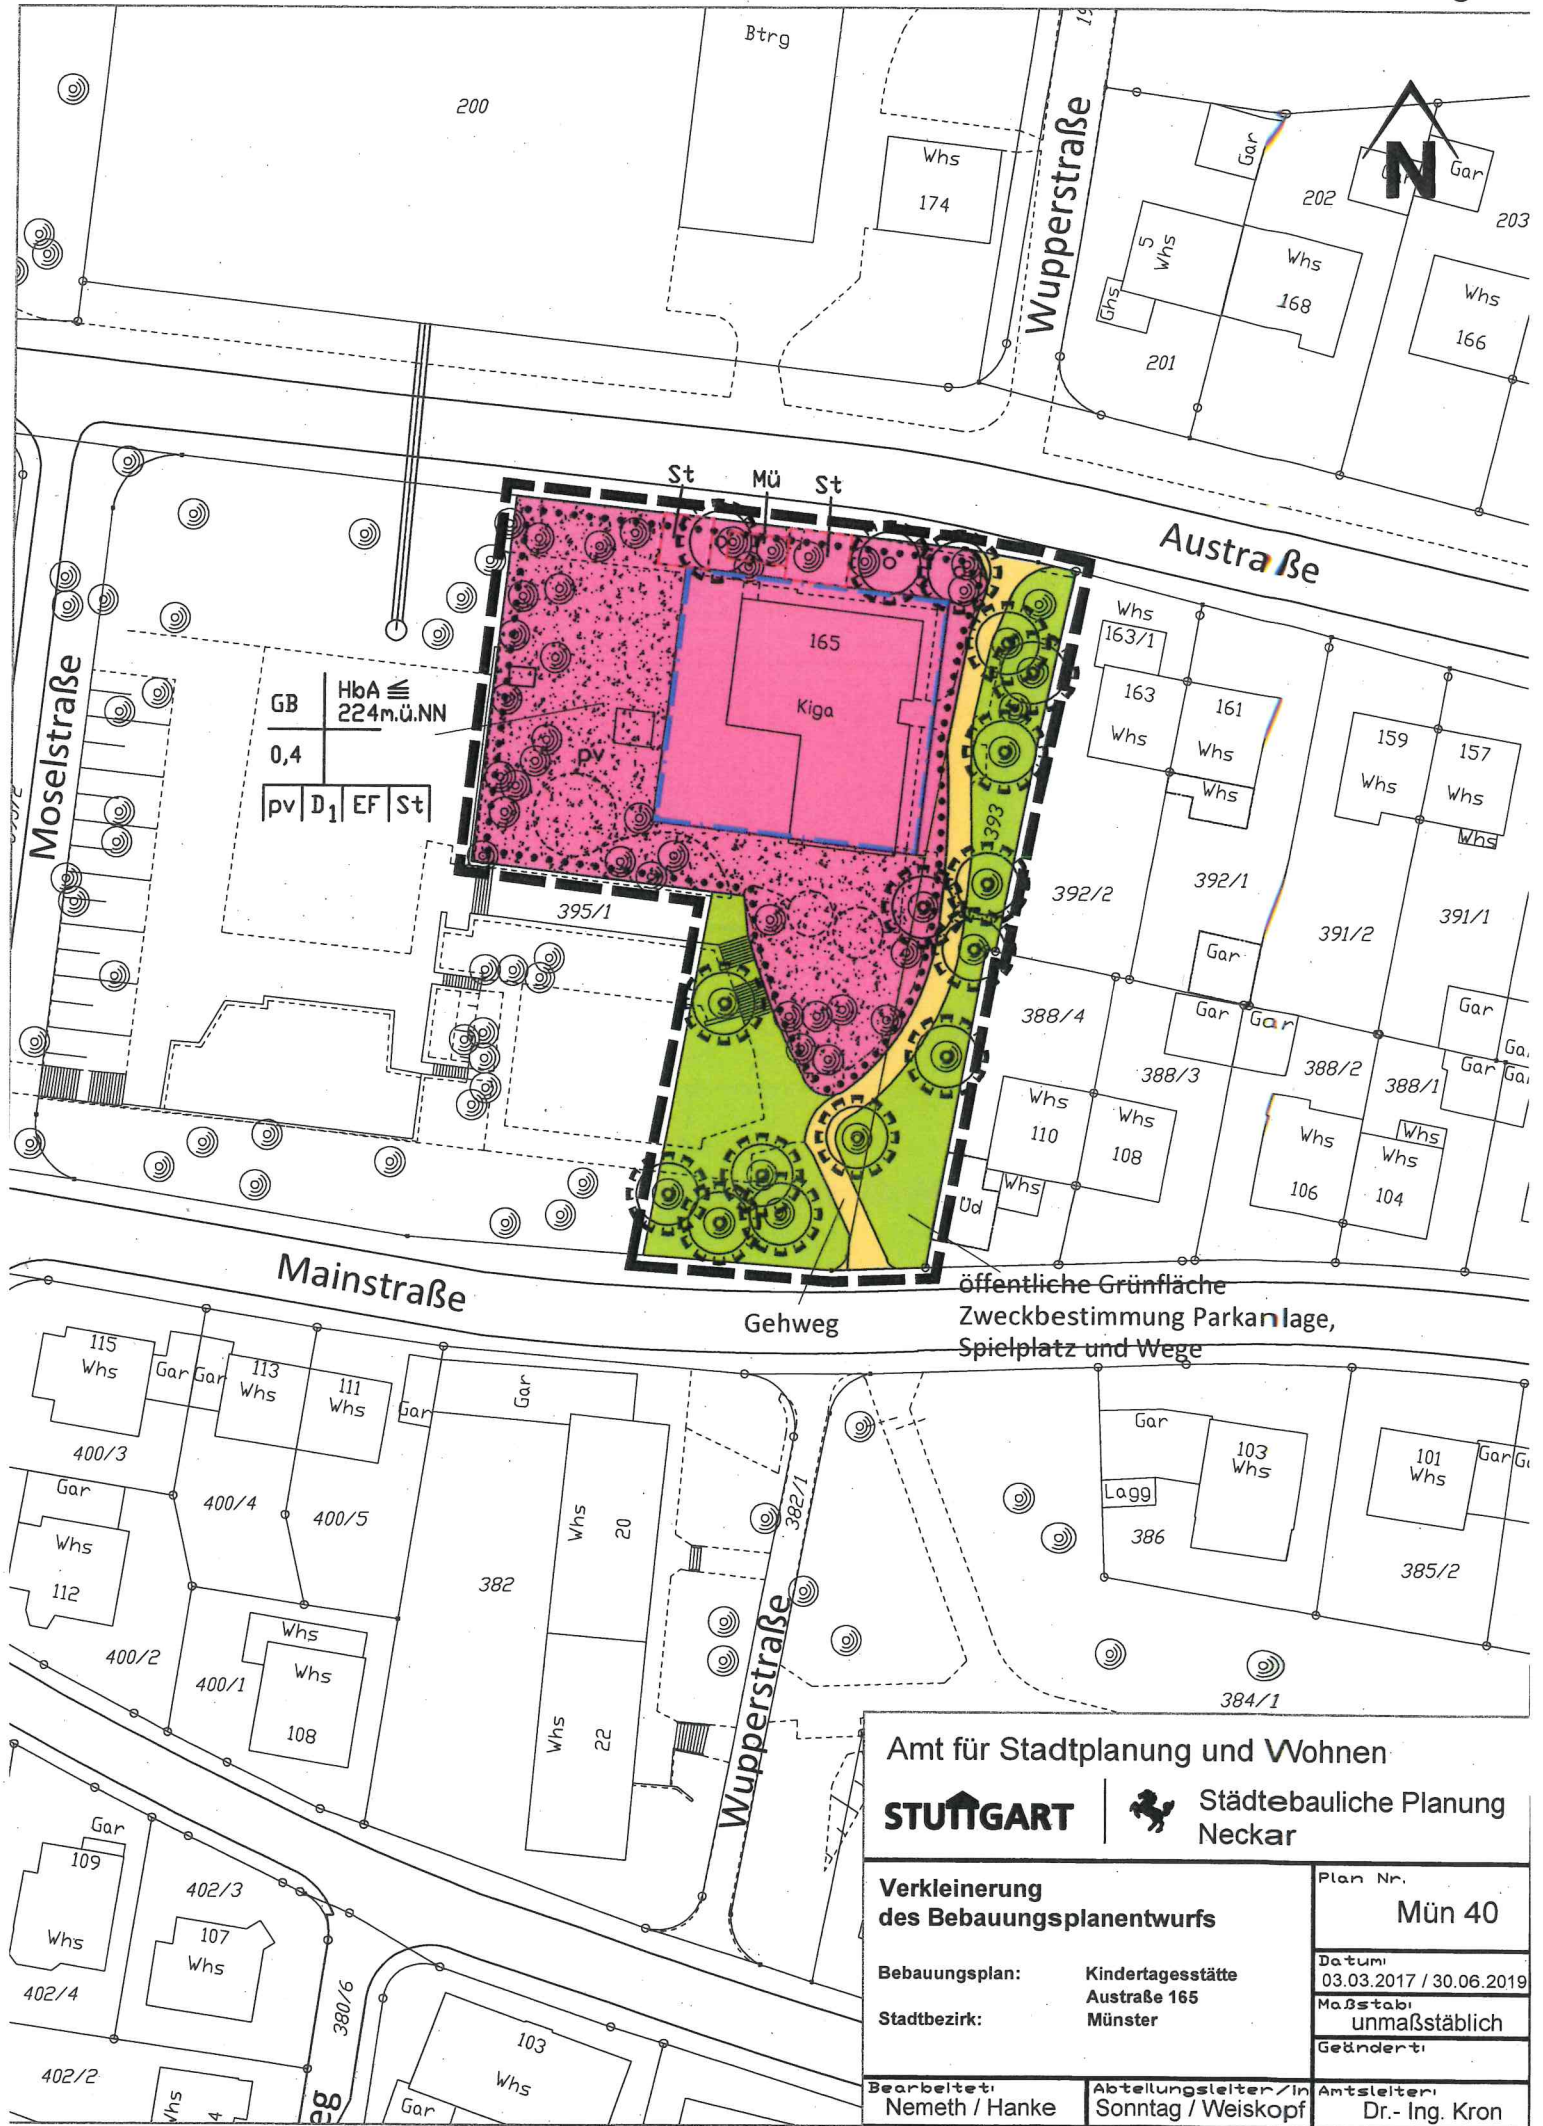 Btrg
200
Whs
174
Wupperstraße
Gar
202
Gar
Gar
N
203
5
Whs
Whs
168
Ghs
Whs
166
201
St
Mü
St
Austraße
Moselstraße
GB
HbA ≦
224m.ü.NN
0,4
pv D1 EF St
165
Kiga
pv
393
Whs
163/1
163
Whs
161
Whs
Whs
159
Whs
157
Whs
Whs
395/1
392/2
392/1
391/2
391/1
Gar
388/4
Gar
Gar
Gar
388/3
388/2
388/1
Gar
Whs
110
Whs
108
Whs
106
Whs
Whs
104
Whs
Ud
Mainstraße
Gehweg
öffentliche Grünfläche
Zweckbestimmung Parkanlage,
Spielplatz und Wege
115
Whs
Gar
Gar
113
Whs
111
Whs
Gar
Gar
400/3
Gar
400/4
400/5
Whs
112
Whs
20
382/1
382
Gar
103
Whs
Lagg
386
101
Whs
Gar
385/2
400/2
400/1
Whs
Whs
108
Whs
22
Wupperstraße
384/1
Gar
109
Whs
402/3
107
Whs
402/4
380/6
103
Whs
402/2
4
Gar
Amt für Stadtplanung und Wohnen
STUTTGART
Städtebauliche Planung
Neckar
Verkleinerung
des Bebauungsplanentwurfs
Plan Nr.
Mün 40
Bebauungsplan: Kindertagesstätte
Austraße 165
Stadtbezirk: Münster
Datum:
03.03.2017 / 30.06.2019
Maßstab:
unmaßstäblich
Geändert:
Bearbeitet:
Nemeth / Hanke
Abteilungsleiter/in
Sonntag / Weiskopf
Amtsleiter:
Dr.- Ing. Kron